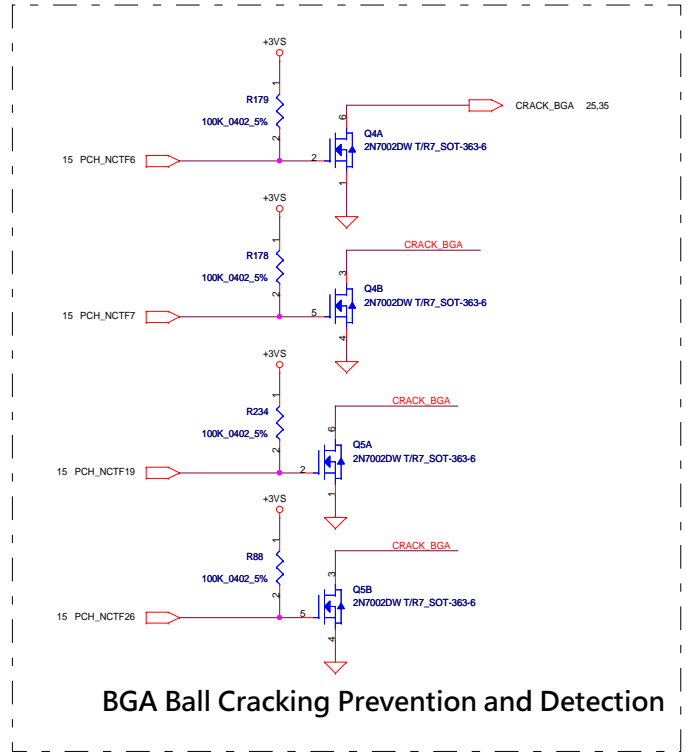 +3VS
1
R179
100K_0402_5%
2
CRACK_BGA 25,35
6
Q4A
2N7002DW T/R7_SOT-363-6
15 PCH_NCTF6
2
1
+3VS
1
R178
100K_0402_5%
2
CRACK_BGA
3
Q4B
2N7002DW T/R7_SOT-363-6
15 PCH_NCTF7
5
4
+3VS
1
R234
100K_0402_5%
2
CRACK_BGA
6
Q5A
2N7002DW T/R7_SOT-363-6
15 PCH_NCTF19
2
1
+3VS
1
R88
100K_0402_5%
2
CRACK_BGA
3
Q5B
2N7002DW T/R7_SOT-363-6
15 PCH_NCTF26
5
4
BGA Ball Cracking Prevention and Detection